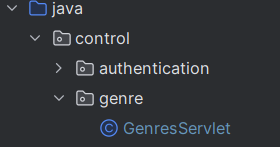 java
control
authentication
genre
GenresServlet